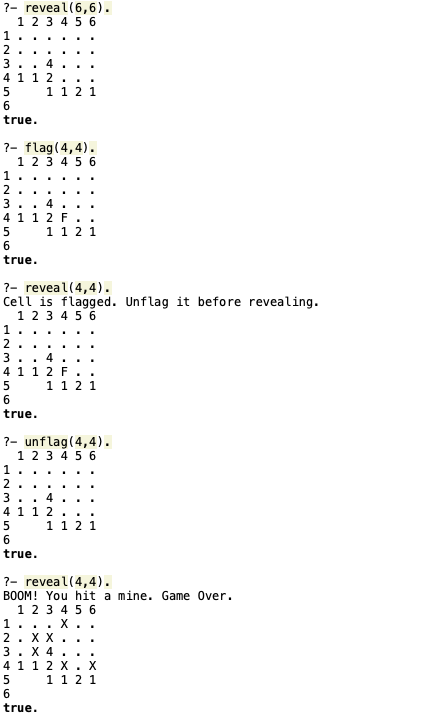 ?- reveal(6,6).
  1 2 3 4 5 6
1 . . . . . .
2 . . . . . .
3 . . 4 . . .
4 1 1 2 . . .
5     1 1 2 1
6
true.

?- flag(4,4).
  1 2 3 4 5 6
1 . . . . . .
2 . . . . . .
3 . . 4 . . .
4 1 1 2 F . .
5     1 1 2 1
6
true.

?- reveal(4,4).
Cell is flagged. Unflag it before revealing.
  1 2 3 4 5 6
1 . . . . . .
2 . . . . . .
3 . . 4 . . .
4 1 1 2 F . .
5     1 1 2 1
6
true.

?- unflag(4,4).
  1 2 3 4 5 6
1 . . . . . .
2 . . . . . .
3 . . 4 . . .
4 1 1 2 . . .
5     1 1 2 1
6
true.

?- reveal(4,4).
BOOM! You hit a mine. Game Over.
  1 2 3 4 5 6
1 . . . X . .
2 . X X . . .
3 . X 4 . . .
4 1 1 2 X . X
5     1 1 2 1
6
true.